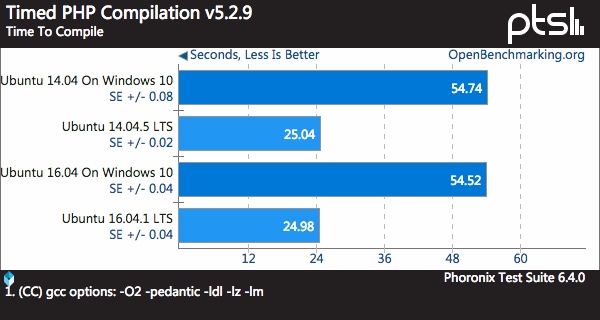 Timed PHP Compilation v5.2.9
Time To Compile
pts
◀ Seconds, Less Is Better OpenBenchmarking.org
Ubuntu 14.04 On Windows 10
SE +/- 0.08
54.74
Ubuntu 14.04.5 LTS
SE +/- 0.02
25.04
Ubuntu 16.04 On Windows 10
SE +/- 0.04
54.52
Ubuntu 16.04.1 LTS
SE +/- 0.04
24.98
12 24 36 48 60
Phoronix Test Suite 6.4.0
1. (CC) gcc options: -O2 -pedantic -ldl -lz -lm